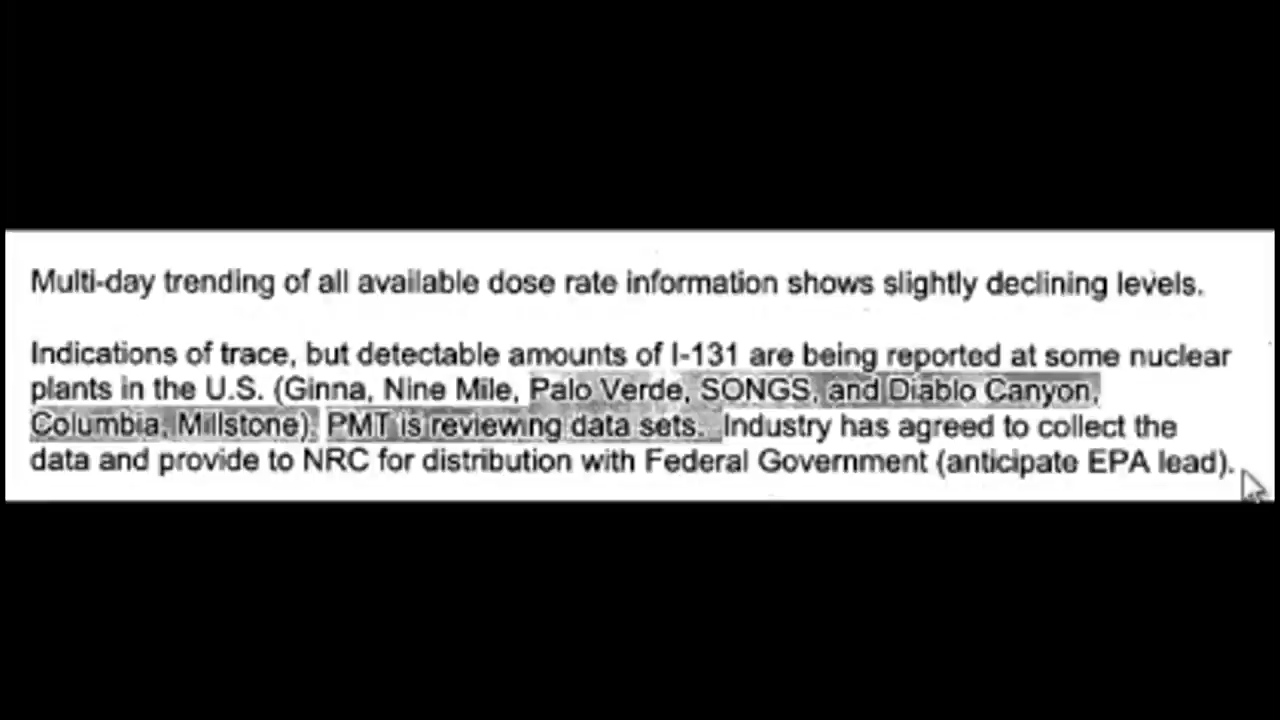 Multi-day trending of all available dose rate information shows slightly declining levels.
Indications of trace, but detectable amounts of I-131 are being reported at some nuclear
plants in the U.S. (Ginna, Nine Mile, Palo Verde, SONGS, and Diablo Canyon,
Columbia, Millstone). PMT is reviewing data sets. Industry has agreed to collect the
data and provide to NRC for distribution with Federal Government (anticipate EPA lead).